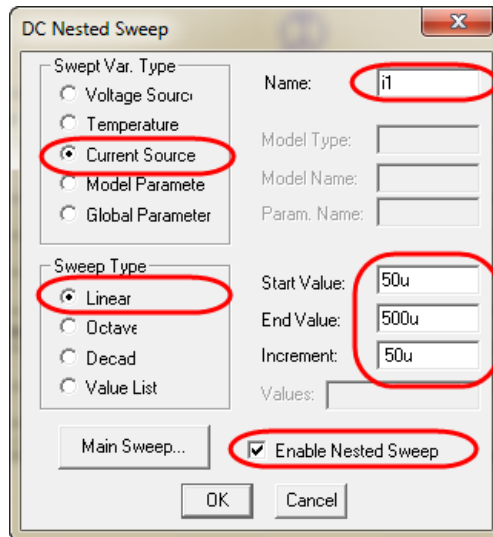 DC Nested Sweep
Swept Var. Type
Voltage Sourc
Temperature
Current Source
Model Paramete
Global Parameter
Name: i1
Model Type:
Model Name:
Param. Name:
Sweep Type
Linear
Octave
Decad
Value List
Start Value: 50u
End Value: 500u
Increment: 50u
Values:
Main Sweep...
Enable Nested Sweep
OK
Cancel